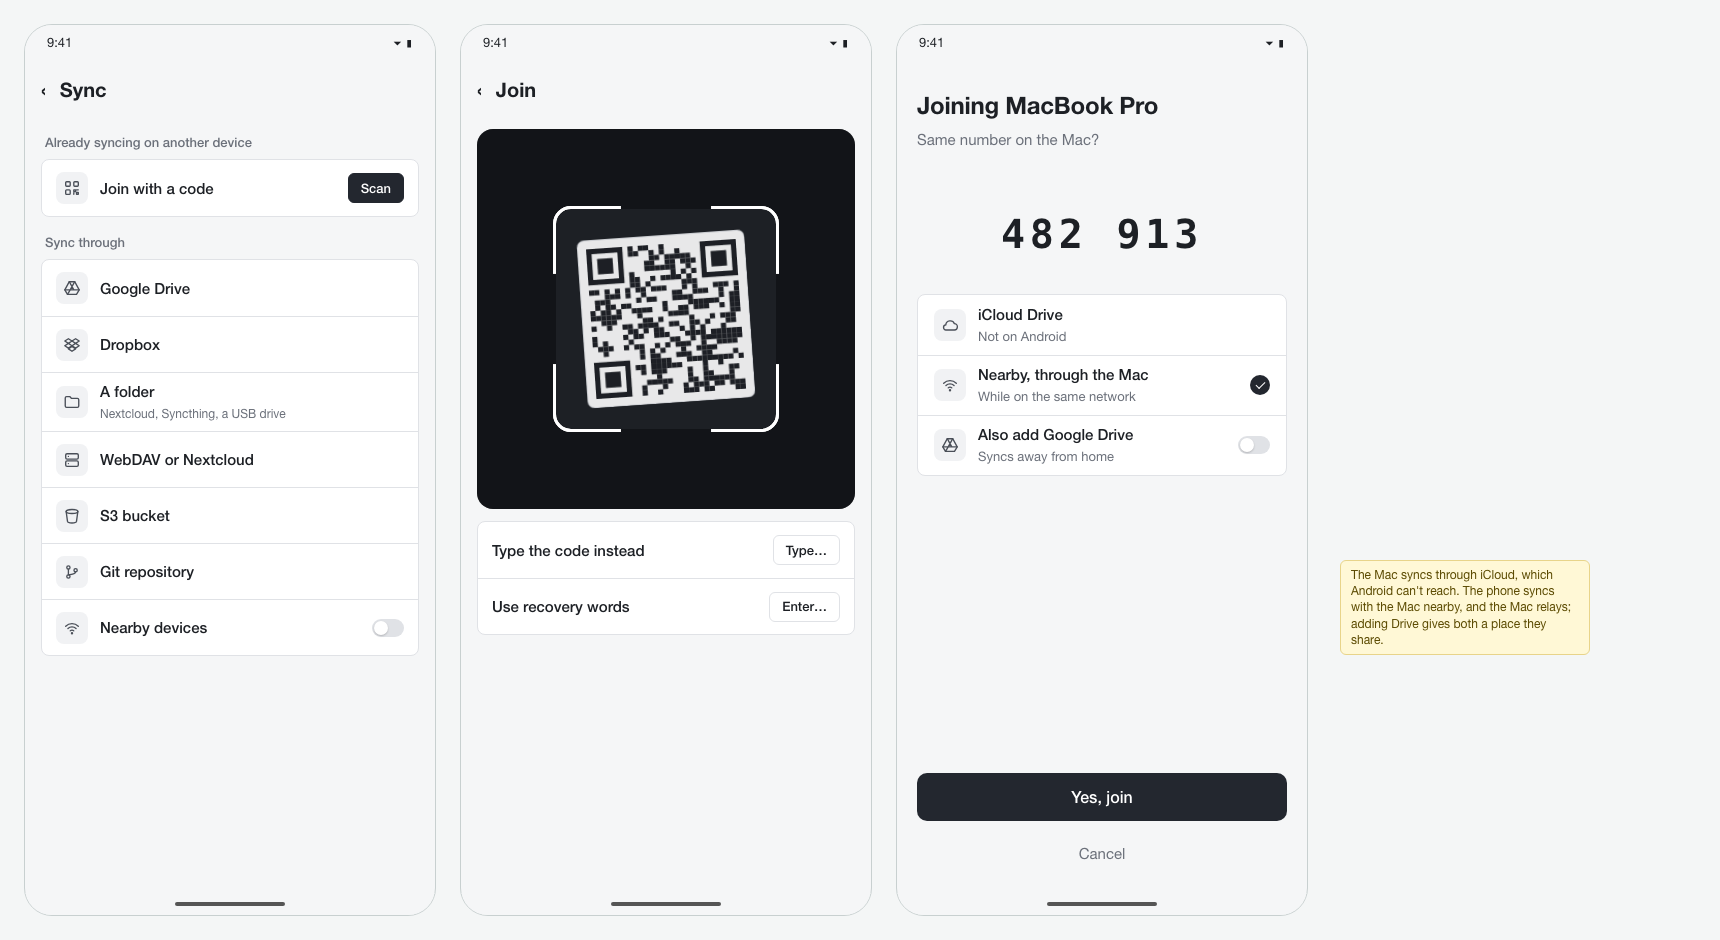 9:41
‹ Sync
Already syncing on another device
Join with a code
Scan
Sync through
Google Drive
Dropbox
A folder
Nextcloud, Syncthing, a USB drive
WebDAV or Nextcloud
S3 bucket
Git repository
Nearby devices
9:41
‹ Join
Type the code instead
Type...
Use recovery words
Enter...
9:41
Joining MacBook Pro
Same number on the Mac?
482 913
iCloud Drive
Not on Android
Nearby, through the Mac
While on the same network
Also add Google Drive
Syncs away from home
Yes, join
Cancel
The Mac syncs through iCloud, which
Android can't reach. The phone syncs
with the Mac nearby, and the Mac relays;
adding Drive gives both a place they
share.